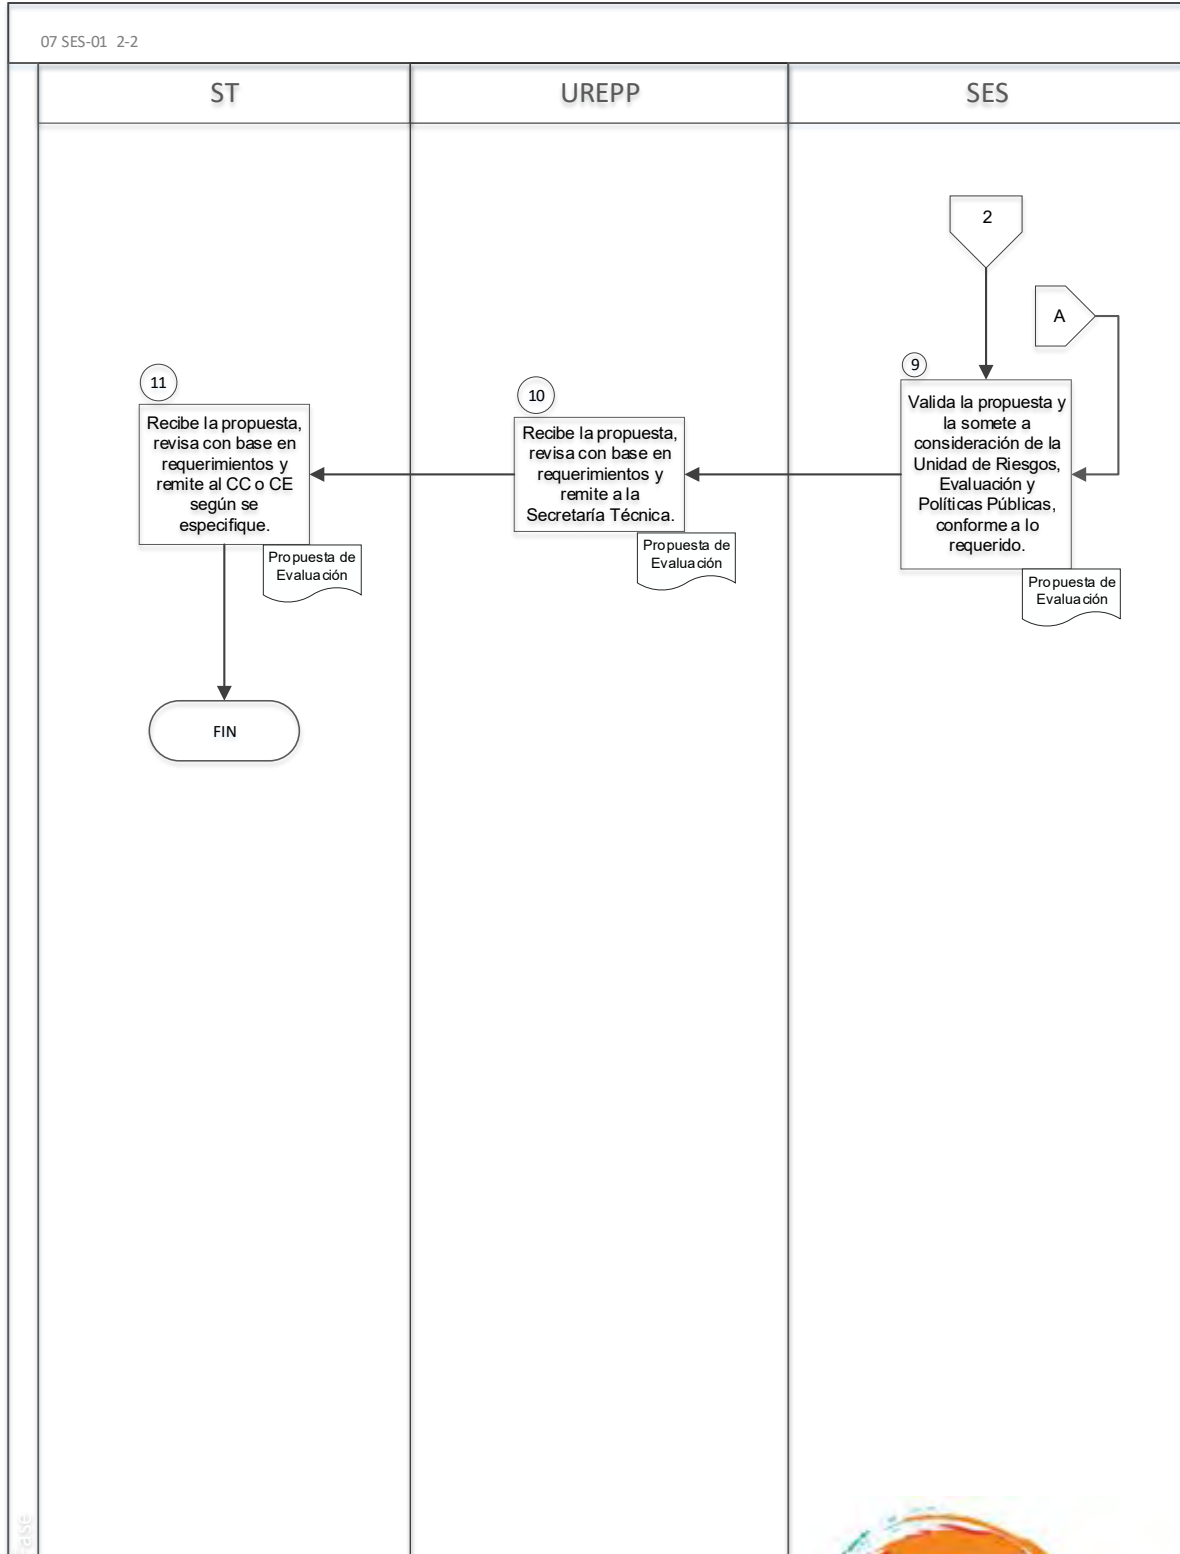 07 SES-01 2-2
ST
UREPP
SES
2
A
9
Valida la propuesta y
la somete a
consideración de la
Unidad de Riesgos,
Evaluación y
Políticas Públicas,
conforme a lo
requerido.
Propuesta de
Evaluación
10
Recibe la propuesta,
revisa con base en
requerimientos y
remite a la
Secretaría Técnica.
Propuesta de
Evaluación
11
Recibe la propuesta,
revisa con base en
requerimientos y
remite al CC o CE
según se
especifique.
Propuesta de
Evaluación
FIN